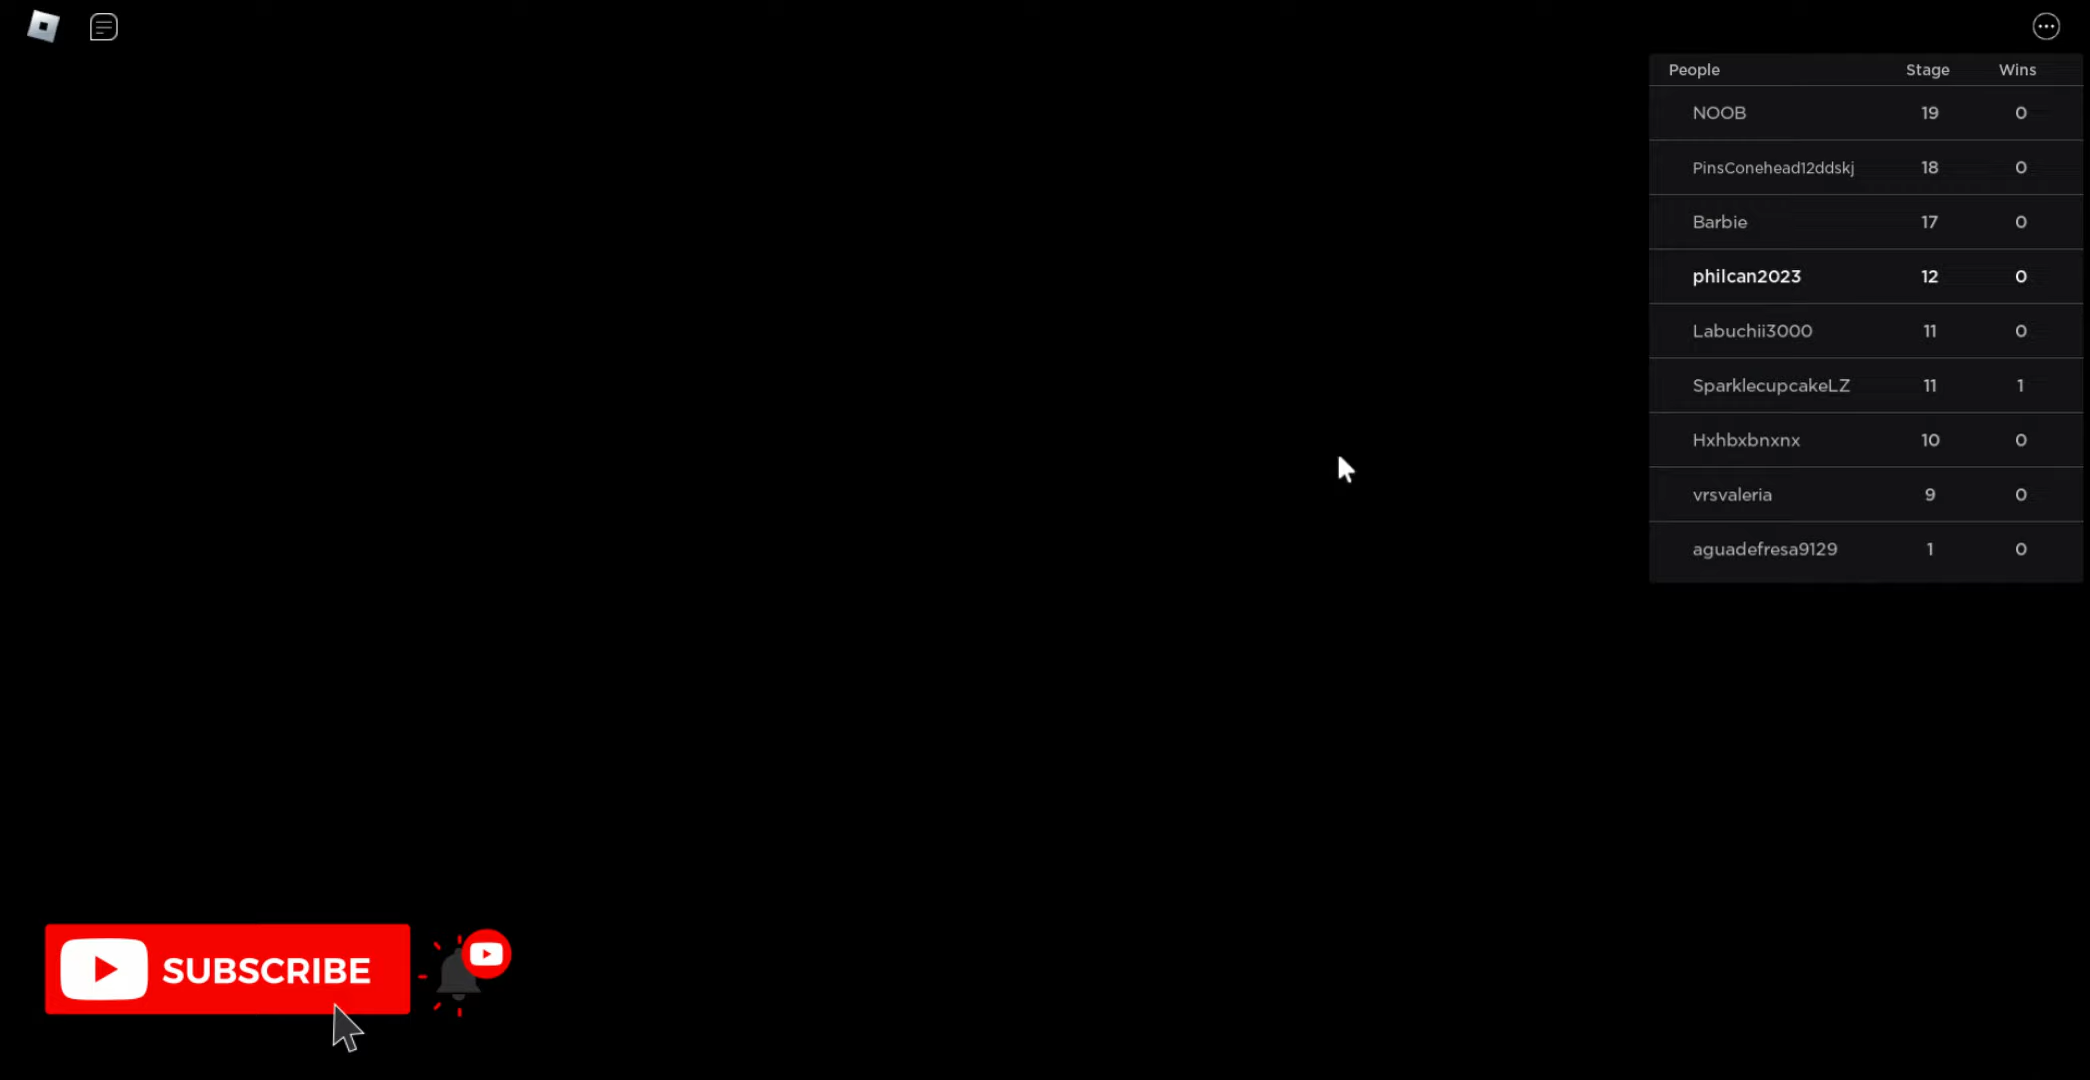 People Stage Wins
NOOB 19 0
PinsConehead12ddskj 18 0
Barbie 17 0
philcan2023 12 0
Labuchii3000 11 0
SparklecupcakeLZ 11 1
Hxhbxbnxnx 10 0
vrsvaleria 9 0
aguadefresa9129 1 0
SUBSCRIBE